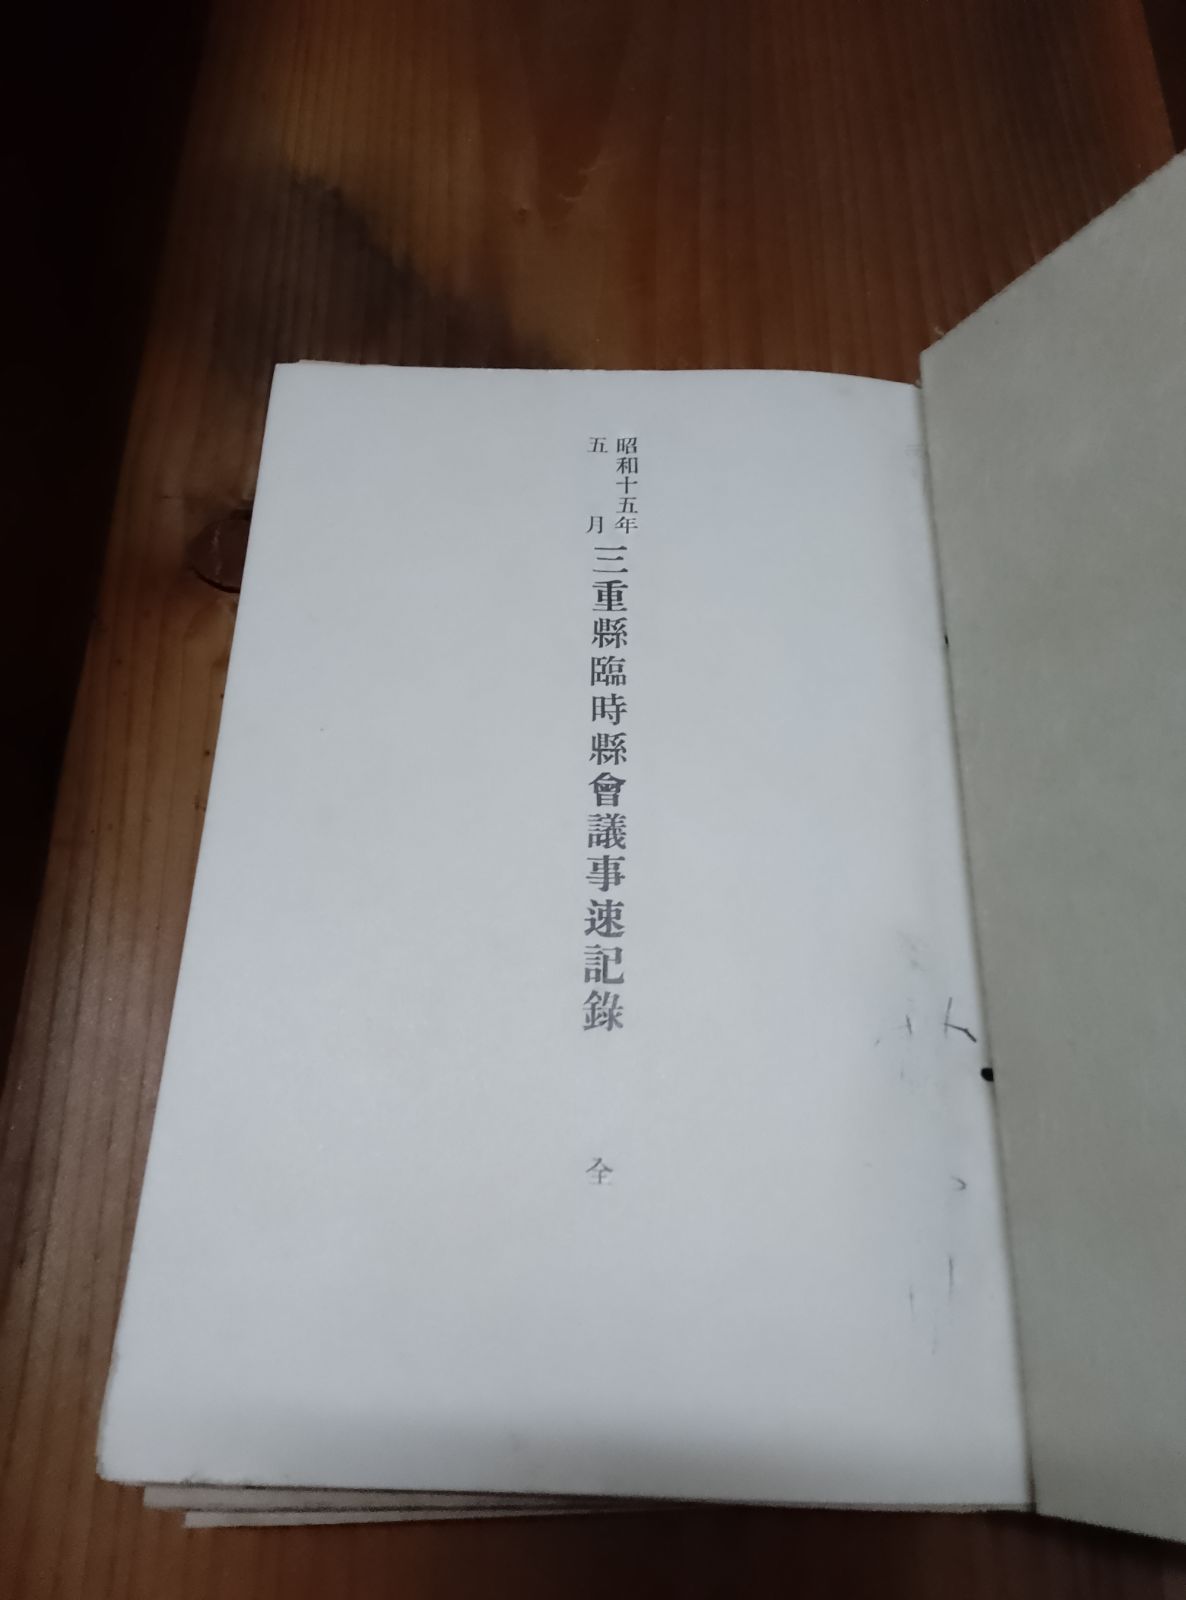 昭和十五年
五月
三重縣臨時縣會議事速記錄
全